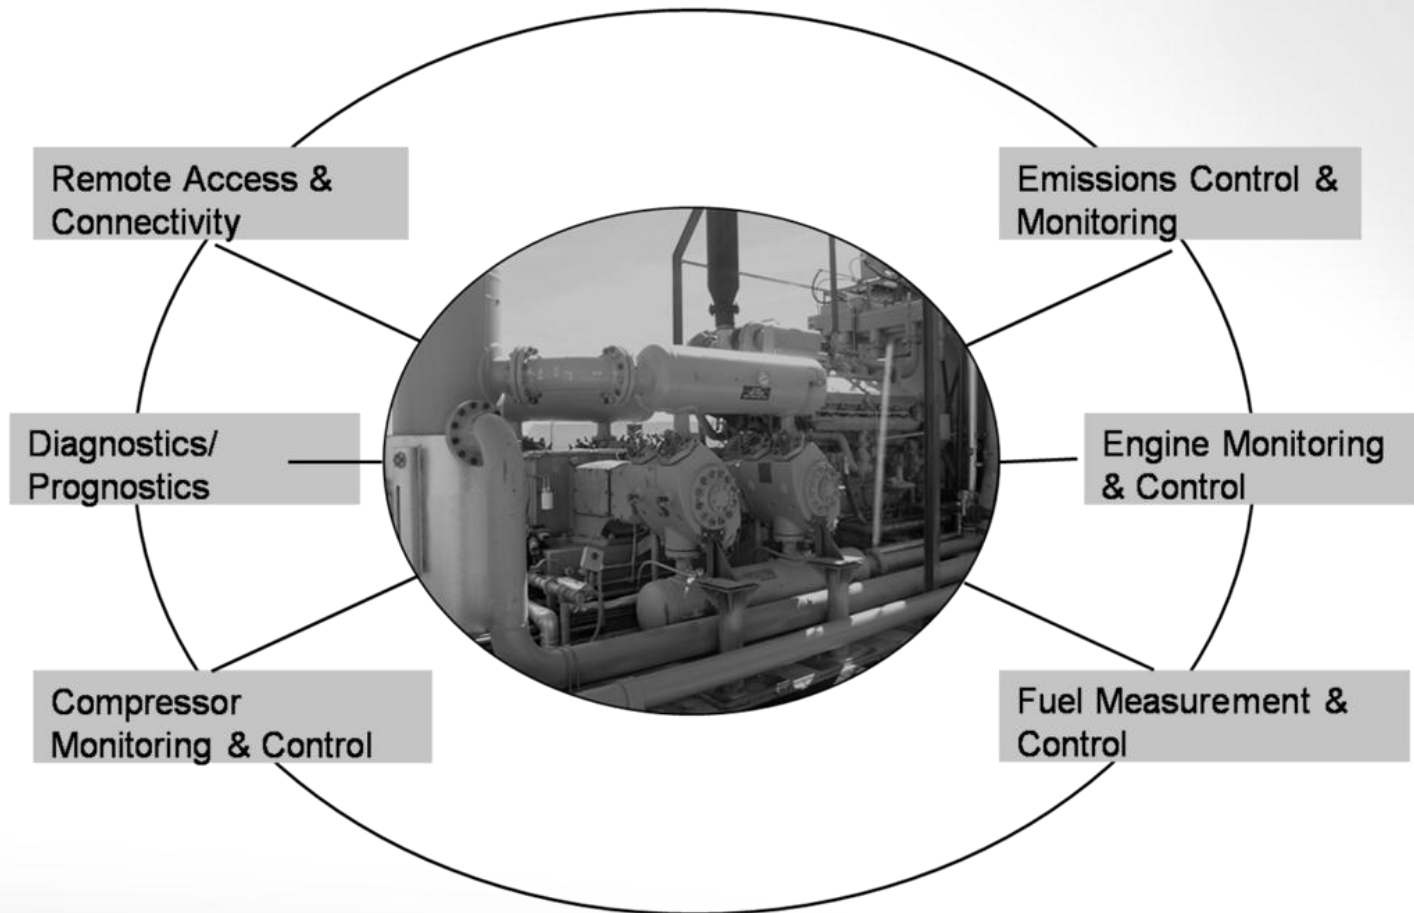 Remote Access &
Connectivity
Emissions Control &
Monitoring
Diagnostics/
Prognostics
Engine Monitoring
& Control
Compressor
Monitoring & Control
Fuel Measurement &
Control